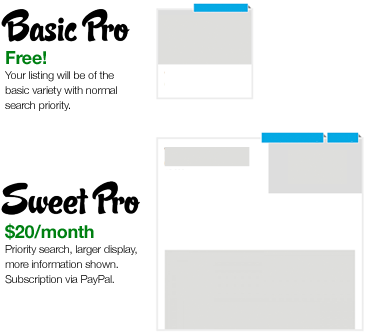 Basic Pro
Free!
Your listing will be of the
basic variety with normal
search priority.
Sweet Pro
$20/month
Priority search, larger display,
more information shown.
Subscription via PayPal.